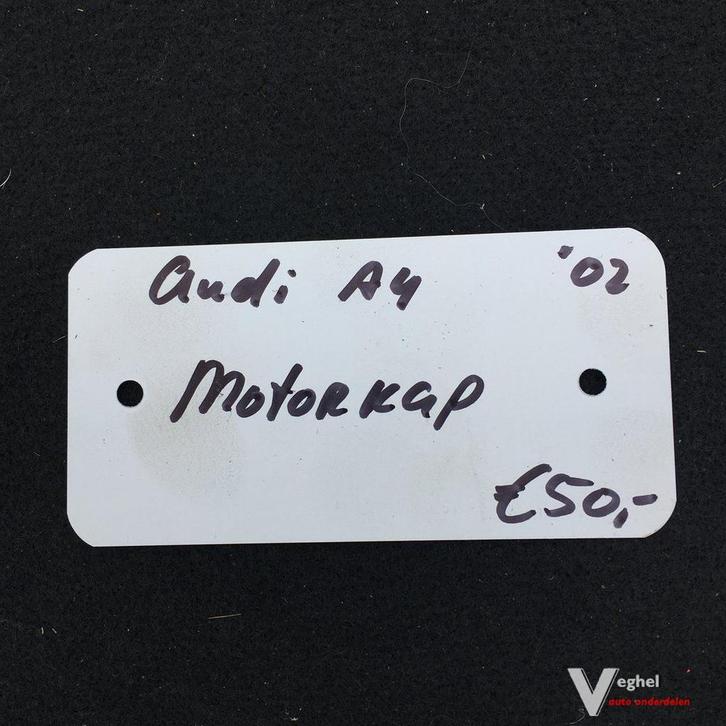 Audi A4 '02
Motorkap
€50,-
Veghel
auto onderdelen